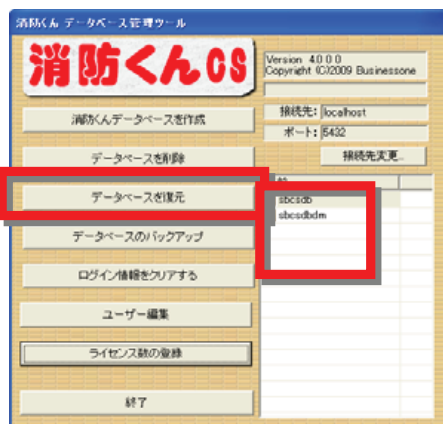 消防くん データベース管理ツール
消防くんCS
Version 4.0.0.0
Copyright (C)2009 Businessone
接続先: localhost
ポート: 5432
接続先変更...
消防くんデータベースを作成
データベースを削除
データベースを復元
データベースのバックアップ
ログイン情報をクリアする
ユーザー編集
ライセンス数の登録
終了
sbcsdb
sbcsdbdm